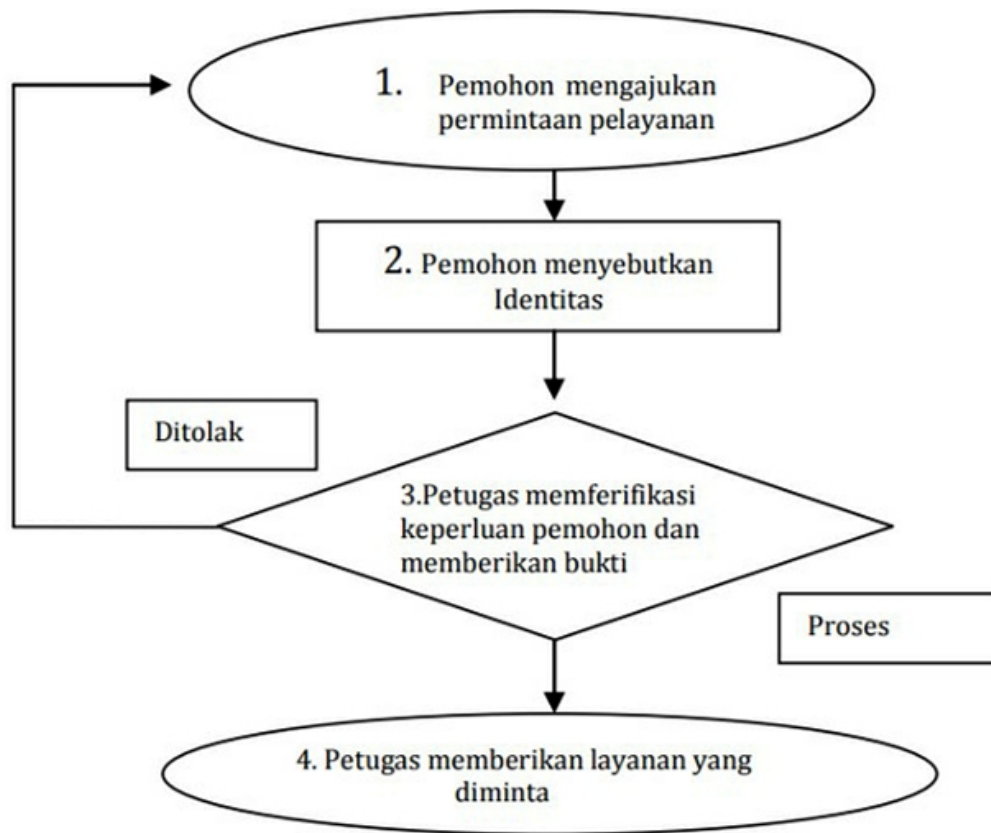 1. Pemohon mengajukan
permintaan pelayanan
2. Pemohon menyebutkan
Identitas
Ditolak
3.Petugas memferifikasi
keperluan pemohon dan
memberikan bukti
Proses
4. Petugas memberikan layanan yang
diminta